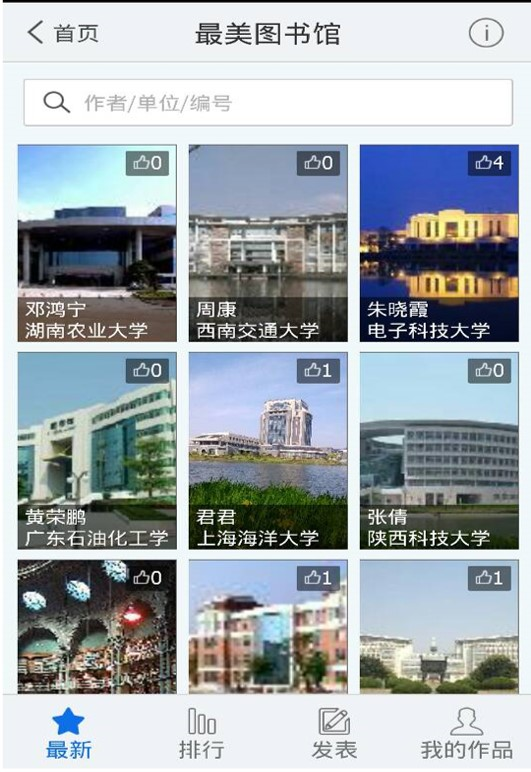 首页
最美图书馆
作者/单位/编号
0
0
4
邓鸿宁
湖南农业大学
周康
西南交通大学
朱晓霞
电子科技大学
0
1
0
黄荣鹏
广东石油化工学
君君
上海海洋大学
张倩
陕西科技大学
0
1
1
最新
排行
发表
我的作品